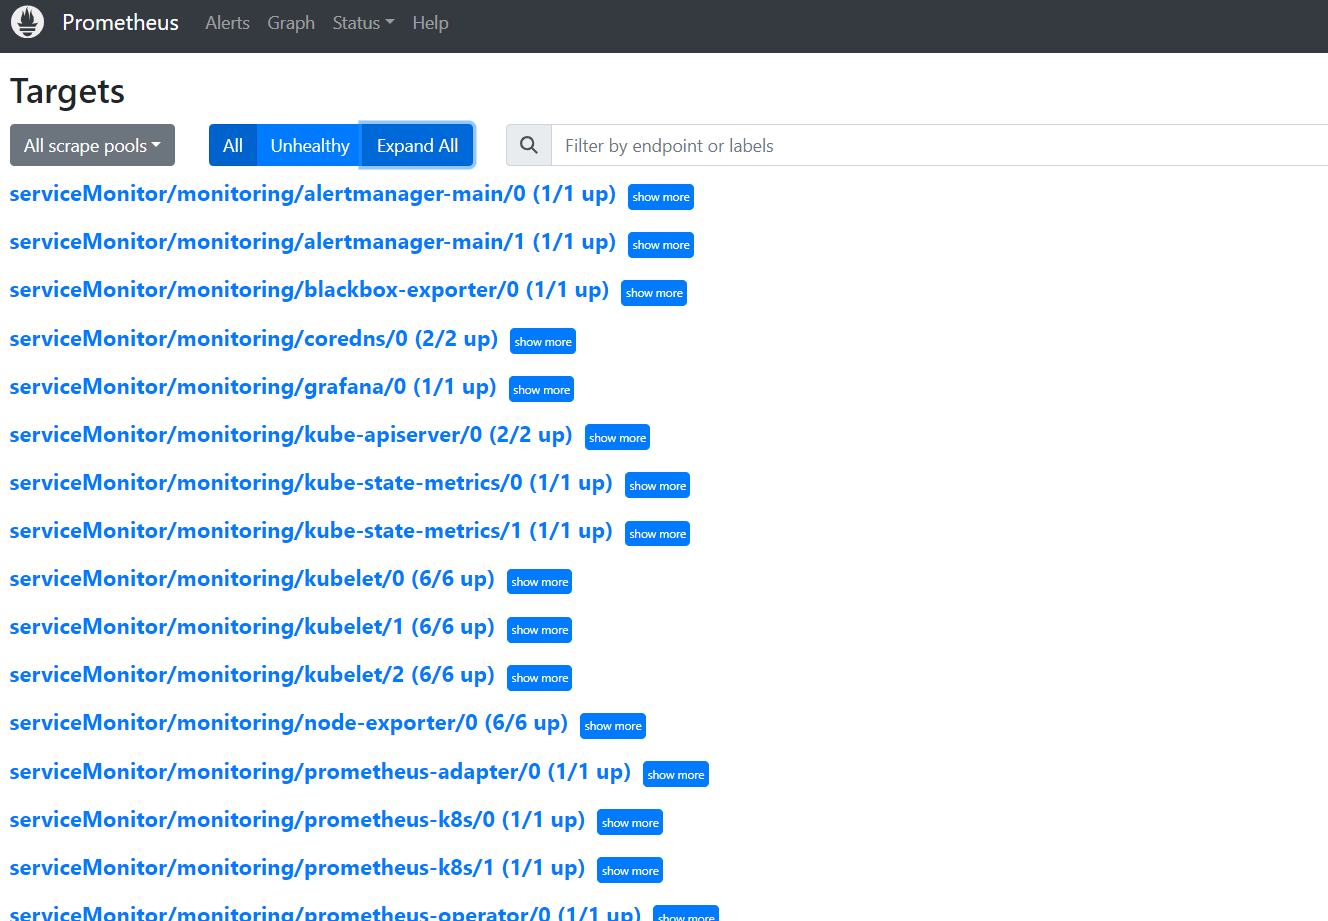 Prometheus Alerts Graph Status Help
Targets
All scrape pools All Unhealthy Expand All Filter by endpoint or labels
serviceMonitor/monitoring/alertmanager-main/0 (1/1 up) show more
serviceMonitor/monitoring/alertmanager-main/1 (1/1 up) show more
serviceMonitor/monitoring/blackbox-exporter/0 (1/1 up) show more
serviceMonitor/monitoring/coredns/0 (2/2 up) show more
serviceMonitor/monitoring/grafana/0 (1/1 up) show more
serviceMonitor/monitoring/kube-apiserver/0 (2/2 up) show more
serviceMonitor/monitoring/kube-state-metrics/0 (1/1 up) show more
serviceMonitor/monitoring/kube-state-metrics/1 (1/1 up) show more
serviceMonitor/monitoring/kubelet/0 (6/6 up) show more
serviceMonitor/monitoring/kubelet/1 (6/6 up) show more
serviceMonitor/monitoring/kubelet/2 (6/6 up) show more
serviceMonitor/monitoring/node-exporter/0 (6/6 up) show more
serviceMonitor/monitoring/prometheus-adapter/0 (1/1 up) show more
serviceMonitor/monitoring/prometheus-k8s/0 (1/1 up) show more
serviceMonitor/monitoring/prometheus-k8s/1 (1/1 up) show more
serviceMonitor/monitoring/prometheus-operator/0 (1/1 up) show more